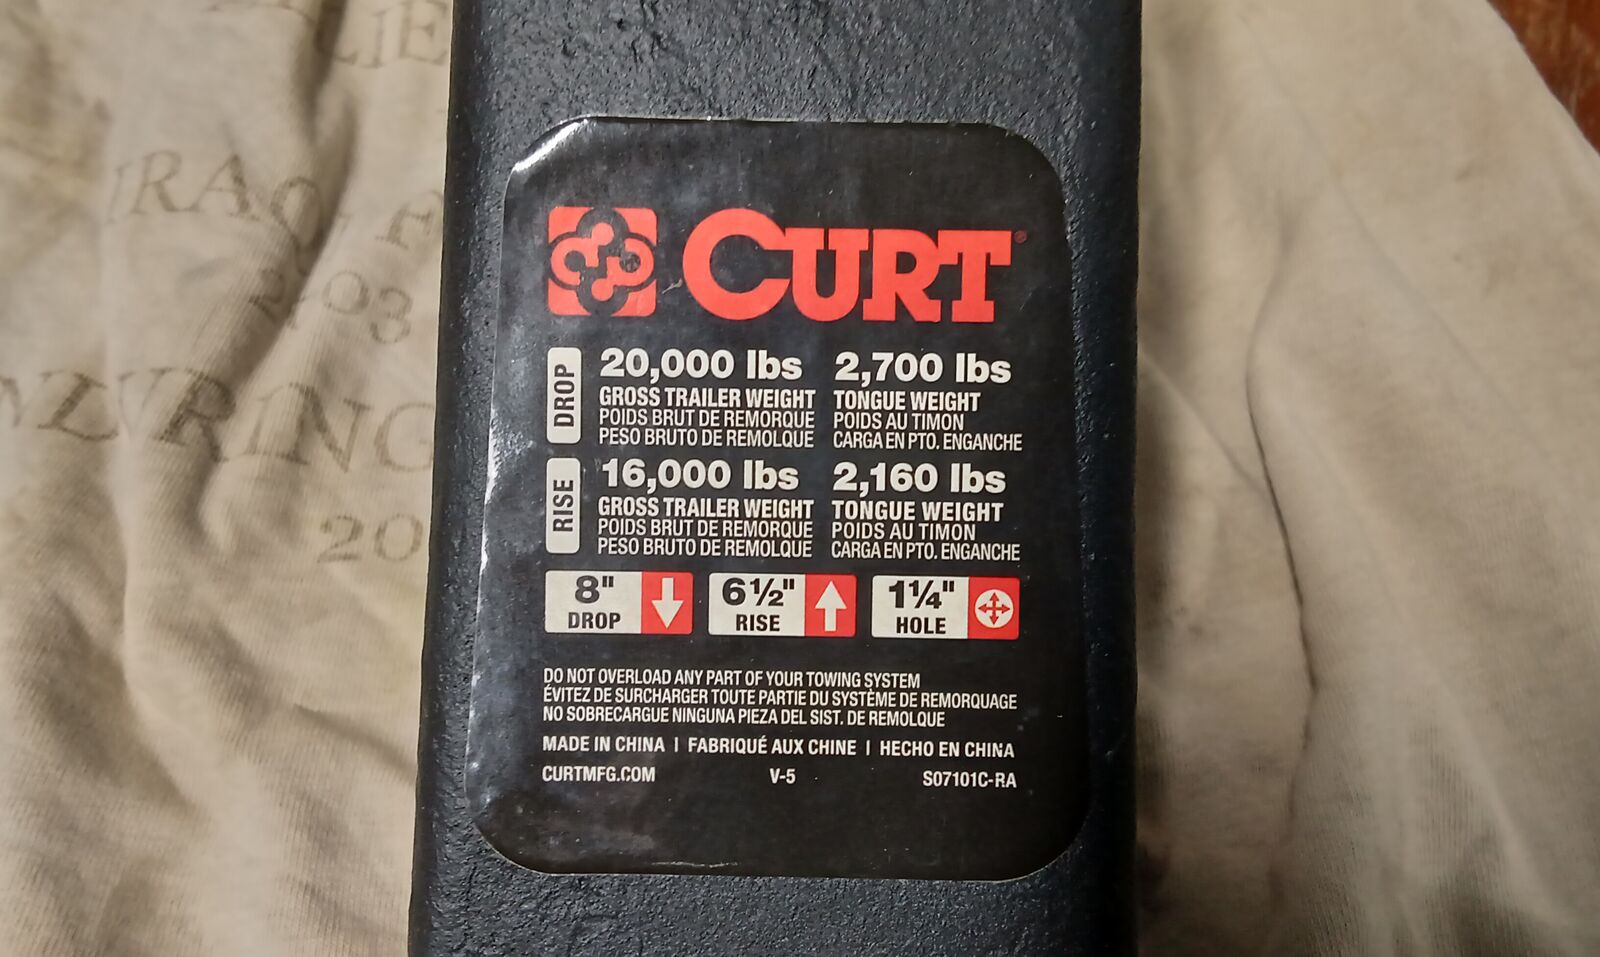 CURT®
DROP
20,000 lbs 2,700 lbs
GROSS TRAILER WEIGHT TONGUE WEIGHT
POIDS BRUT DE REMORQUE POIDS AU TIMON
PESO BRUTO DE REMOLQUE CARGA EN PTO. ENGANCHE
RISE
16,000 lbs 2,160 lbs
GROSS TRAILER WEIGHT TONGUE WEIGHT
POIDS BRUT DE REMORQUE POIDS AU TIMON
PESO BRUTO DE REMOLQUE CARGA EN PTO. ENGANCHE
8" 6½" 1¼"
DROP RISE HOLE
DO NOT OVERLOAD ANY PART OF YOUR TOWING SYSTEM
ÉVITEZ DE SURCHARGER TOUTE PARTIE DU SYSTÈME DE REMORQUAGE
NO SOBRECARGUE NINGUNA PIEZA DEL SIST. DE REMOLQUE
MADE IN CHINA | FABRIQUÉ AUX CHINE | HECHO EN CHINA
CURTMFG.COM V-5 S07101C-RA